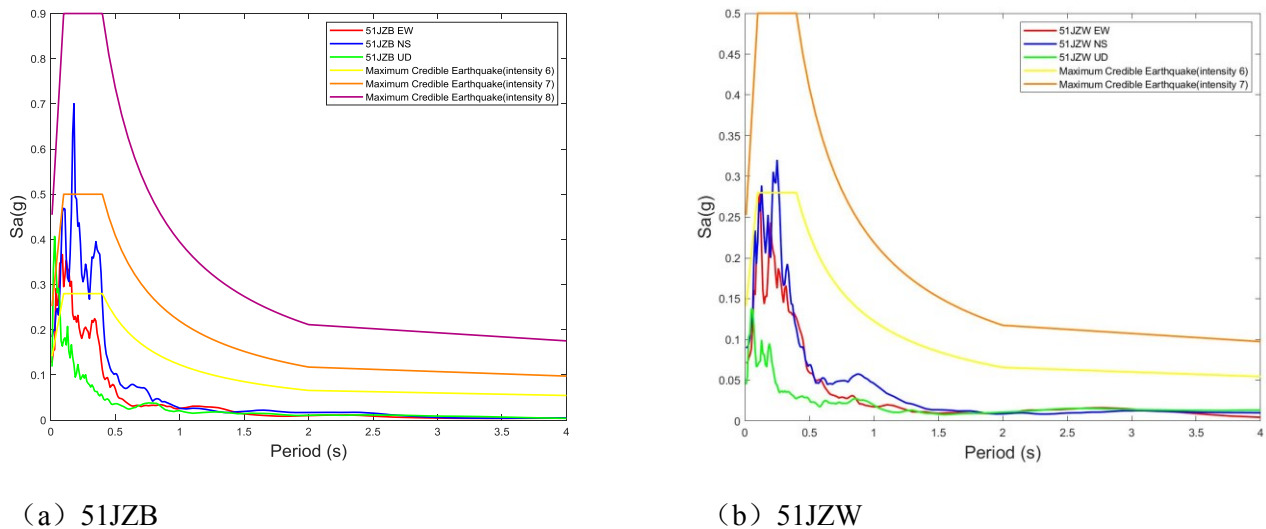 0.9
0.8
0.7
0.6
0.5
0.4
0.3
0.2
0.1
0
Sa(g)
0 0.5 1 1.5 2 2.5 3 3.5 4
Period (s)
51JZB EW
51JZB NS
51JZB UD
Maximum Credible Earthquake(intensity 6)
Maximum Credible Earthquake(intensity 7)
Maximum Credible Earthquake(intensity 8)
(a)51JZB
0.5
0.45
0.4
0.35
0.3
0.25
0.2
0.15
0.1
0.05
0
Sa(g)
0 0.5 1 1.5 2 2.5 3 3.5 4
Period (s)
51JZW EW
51JZW NS
51JZW UD
Maximum Credible Earthquake(intensity 6)
Maximum Credible Earthquake(intensity 7)
(b)51JZW